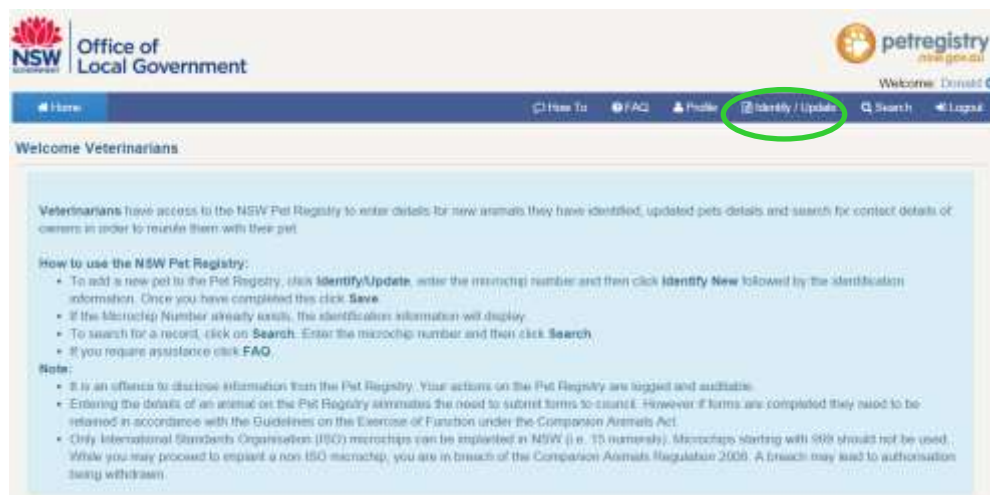 NSW
GOVERNMENT
Office of
Local Government
petregistry
nsw.gov.au
Welcome: Donald
Home
How To
FAQ
Profile
Identify / Update
Search
Logout
Welcome Veterinarians
Veterinarians have access to the NSW Pet Registry to enter details for new animals they have identified, updated pets details and search for contact details of
owners in order to reunite them with their pet.
How to use the NSW Pet Registry:
• To add a new pet to the Pet Registry, click Identify/Update, enter the microchip number and then click Identify New followed by the identification
information. Once you have completed this click Save.
• If the Microchip Number already exists, the identification information will display.
• To search for a record, click on Search. Enter the microchip number and then click Search.
• If you require assistance click FAQ.
Note:
• It is an offence to disclose information from the Pet Registry. Your actions on the Pet Registry are logged and auditable.
• Entering the details of an animal on the Pet Registry eliminates the need to submit forms to council. However if forms are completed they need to be
retained in accordance with the Guidelines on the Exercise of Function under the Companion Animals Act.
• Only International Standards Organisation (ISO) microchips can be implanted in NSW (i.e. 15 numerals). Microchips starting with 999 should not be used.
While you may proceed to implant a non ISO microchip, you are in breach of the Companion Animals Regulation 2008. A breach may lead to authorisation
being withdrawn.